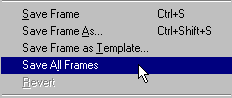 Save Frame Ctrl+S
Save Frame As... Ctrl+Shift+S
Save Frame as Template...
Save All Frames
Revert